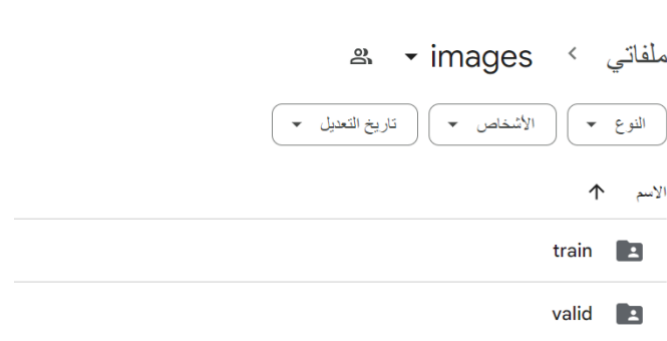 ملفاتي > images
النوع الأشخاص تاريخ التعديل
الاسم
train
valid